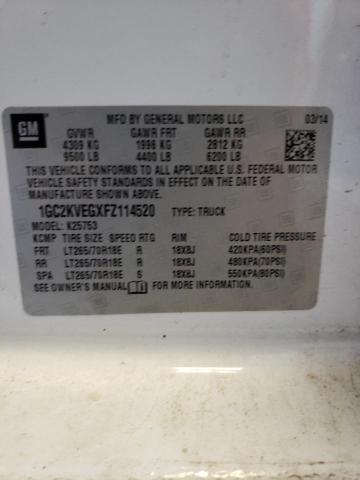 GM
MFD BY GENERAL MOTORS LLC 03/14
GVWR GAWR FRT GAWR RR
4309 KG 1996 KG 2812 KG
9500 LB 4400 LB 6200 LB
THIS VEHICLE CONFORMS TO ALL APPLICABLE U.S. FEDERAL MOTOR
VEHICLE SAFETY STANDARDS IN EFFECT ON THE DATE OF
MANUFACTURE SHOWN ABOVE.
1GC2KVEGXFZ114520 TYPE: TRUCK
MODEL: K25753
KCMP TIRE SIZE SPEED RTG RIM COLD TIRE PRESSURE
FRT LT265/70R18E R 18X8J 420KPA(60PSI)
RR LT265/70R18E R 18X8J 480KPA(70PSI)
SPA LT265/70R18E S 18X8J 550KPA(80PSI)
SEE OWNER'S MANUAL FOR MORE INFORMATION